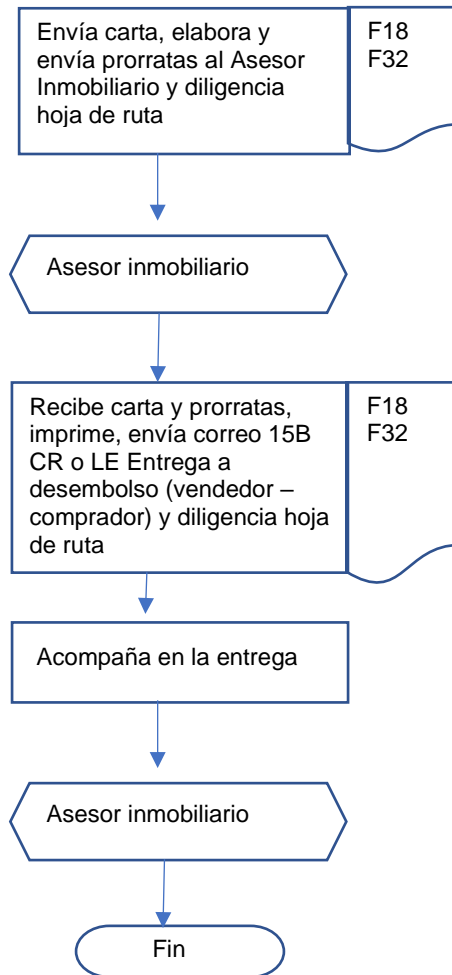 Envía carta, elabora y
envía prorratas al Asesor
Inmobiliario y diligencia
hoja de ruta
F18
F32
Asesor inmobiliario
Recibe carta y prorratas,
imprime, envía correo 15B
CR o LE Entrega a
desembolso (vendedor –
comprador) y diligencia hoja
de ruta
F18
F32
Acompaña en la entrega
Asesor inmobiliario
Fin